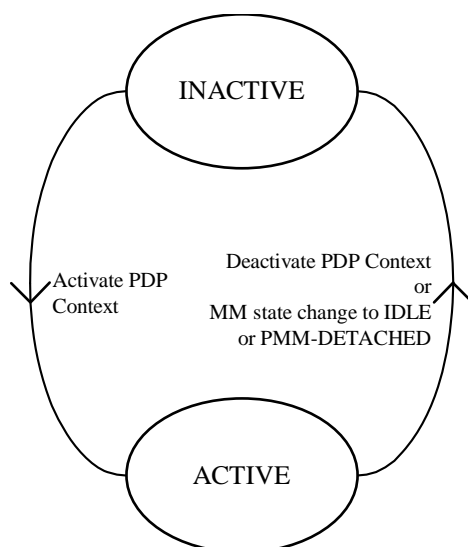 INACTIVE
Activate PDP
Context
Deactivate PDP Context
or
MM state change to IDLE
or PMM-DETACHED
ACTIVE